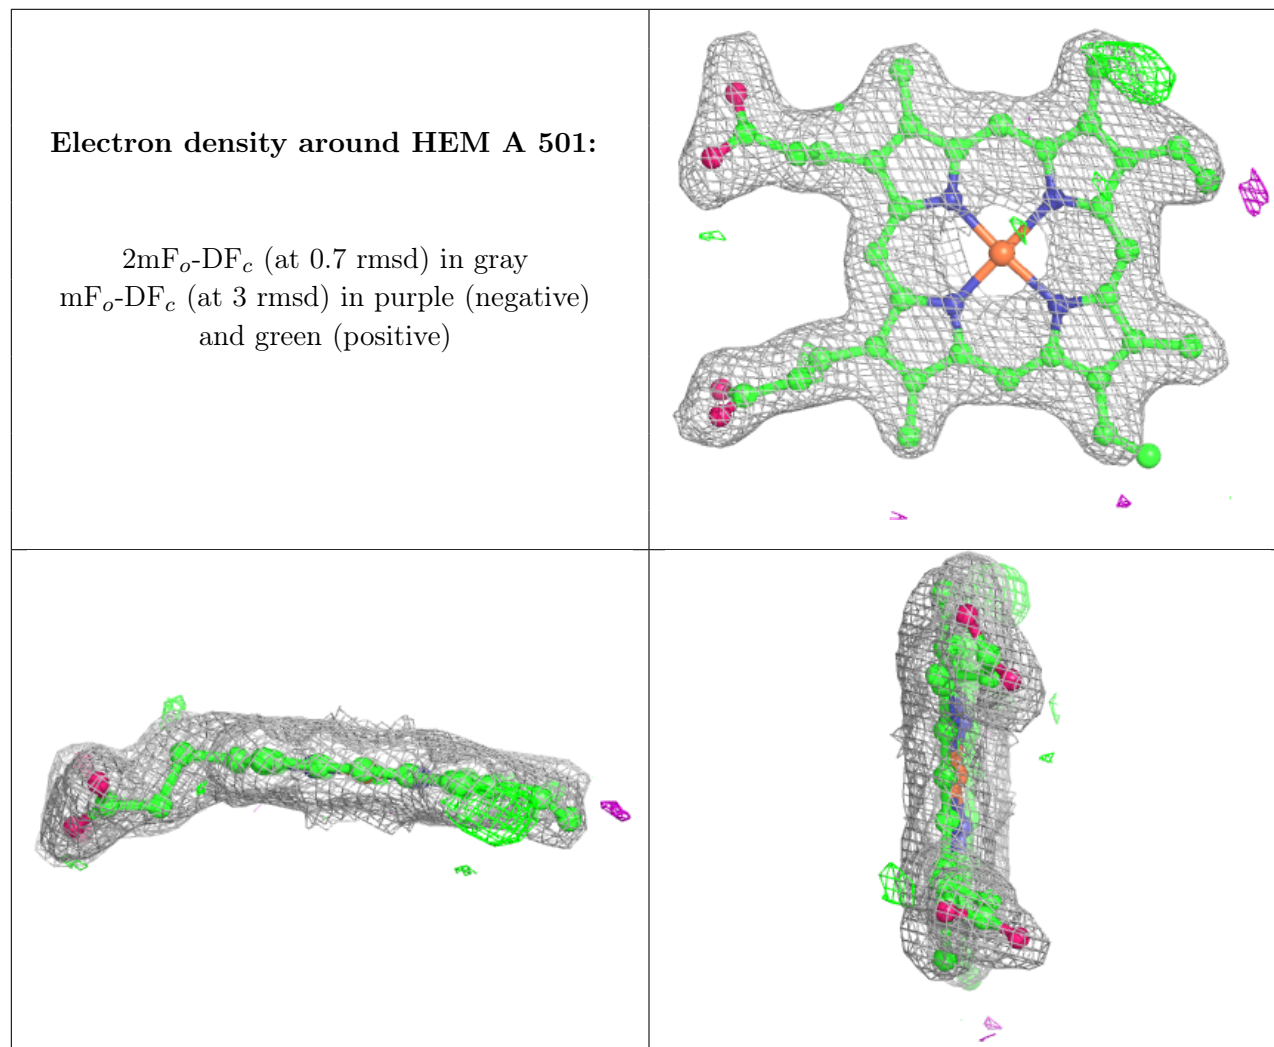 Electron density around HEM A 501:
2mFo-DFc (at 0.7 rmsd) in gray
mFo-DFc (at 3 rmsd) in purple (negative)
and green (positive)